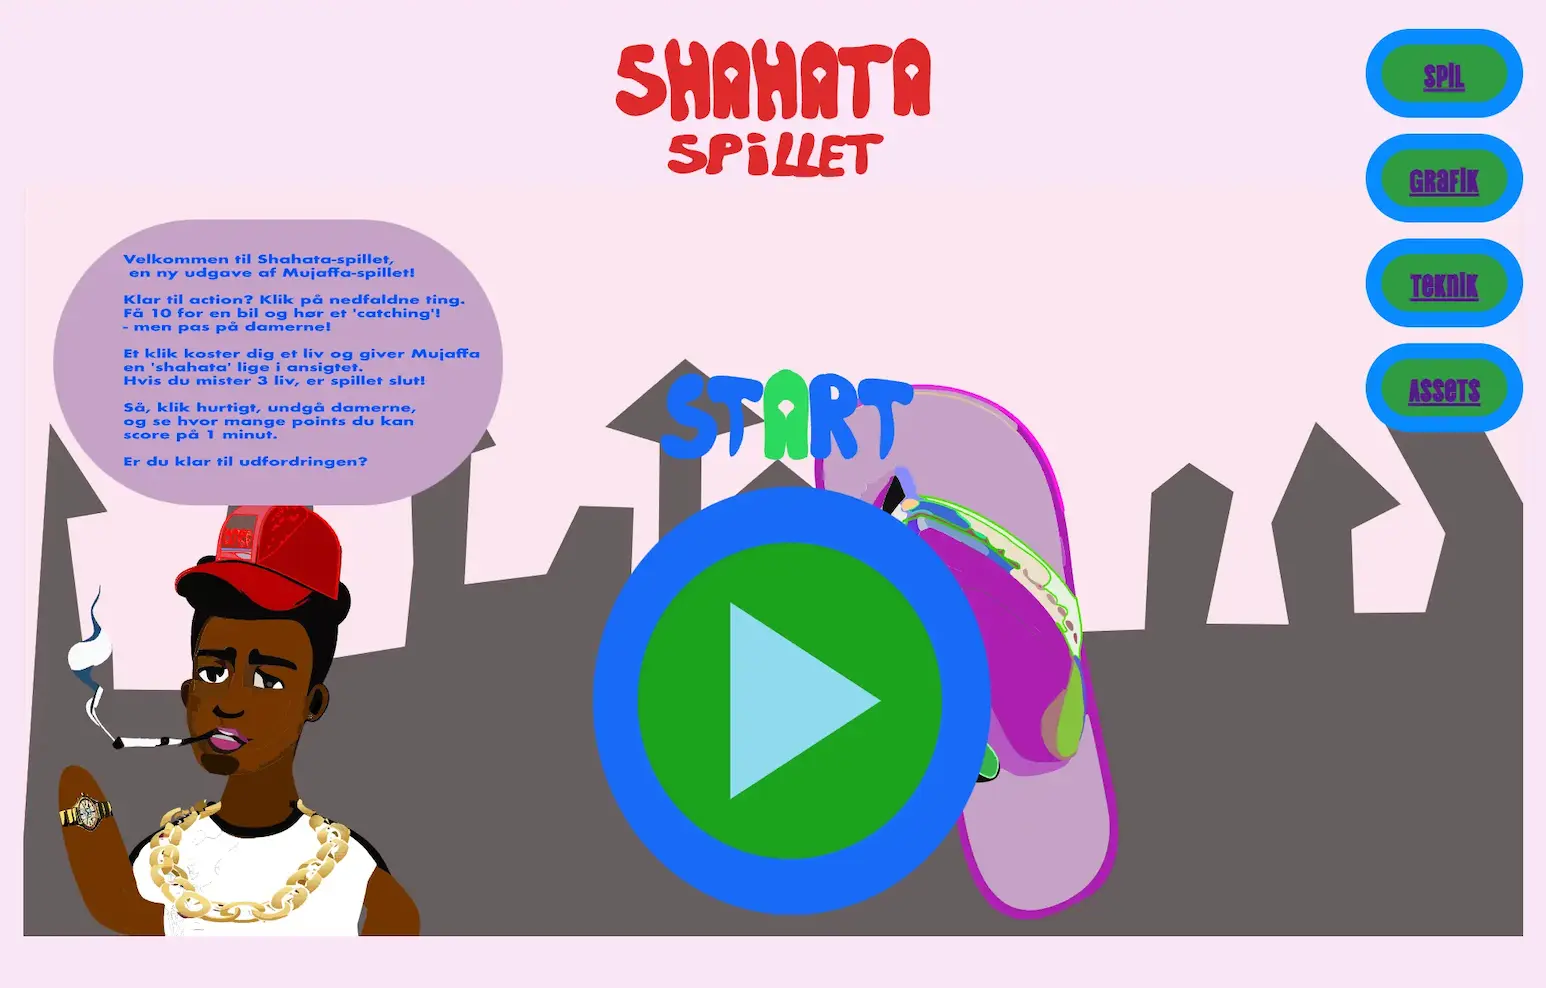 SHAHATA
SPiLLET
SPIL
GRAFIK
TEKNIK
ASSETS
Velkommen til Shahata-spillet,
en ny udgave af Mujaffa-spillet!
Klar til action? Klik på nedfaldne ting.
Få 10 for en bil og hør et 'catching'!
- men pas på damerne!
Et klik koster dig et liv og giver Mujaffa
en 'shahata' lige i ansigtet.
Hvis du mister 3 liv, er spillet slut!
Så, klik hurtigt, undgå damerne,
og se hvor mange points du kan
score på 1 minut.
Er du klar til udfordringen?
START